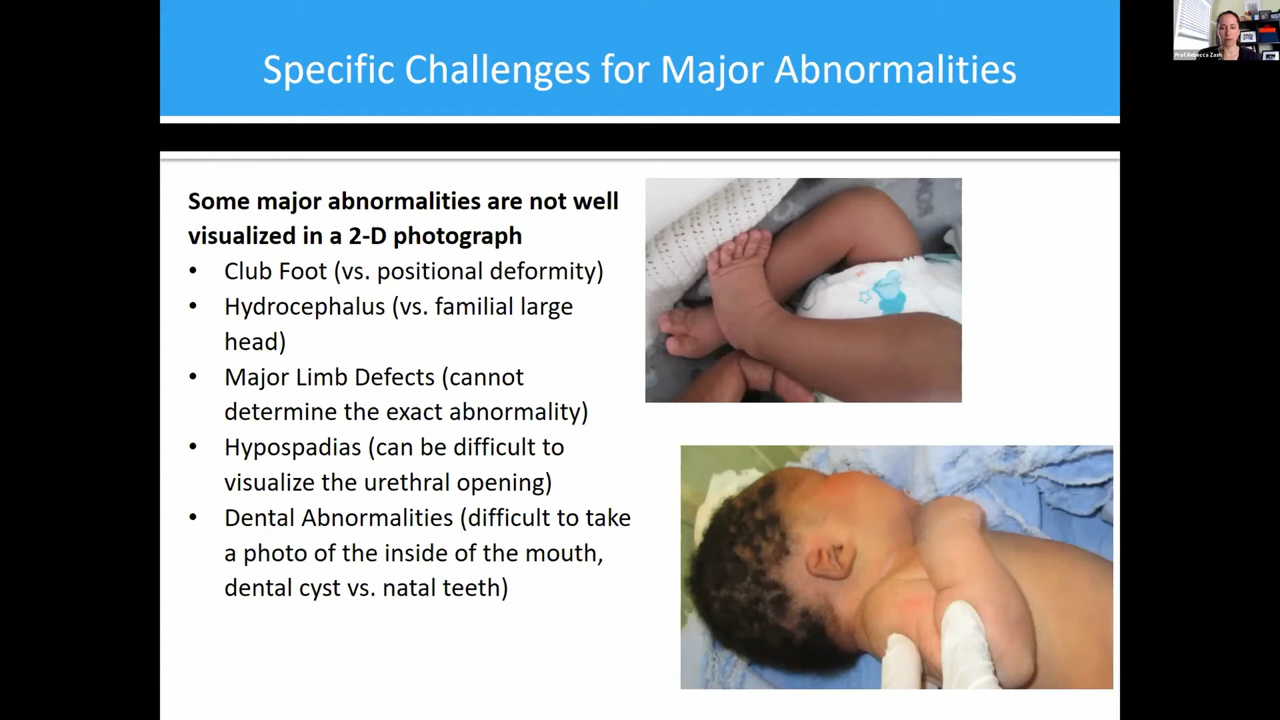 Specific Challenges for Major Abnormalities
Prof.Rebecca Zash
Some major abnormalities are not well
visualized in a 2-D photograph
• Club Foot (vs. positional deformity)
• Hydrocephalus (vs. familial large
head)
• Major Limb Defects (cannot
determine the exact abnormality)
• Hypospadias (can be difficult to
visualize the urethral opening)
• Dental Abnormalities (difficult to take
a photo of the inside of the mouth,
dental cyst vs. natal teeth)